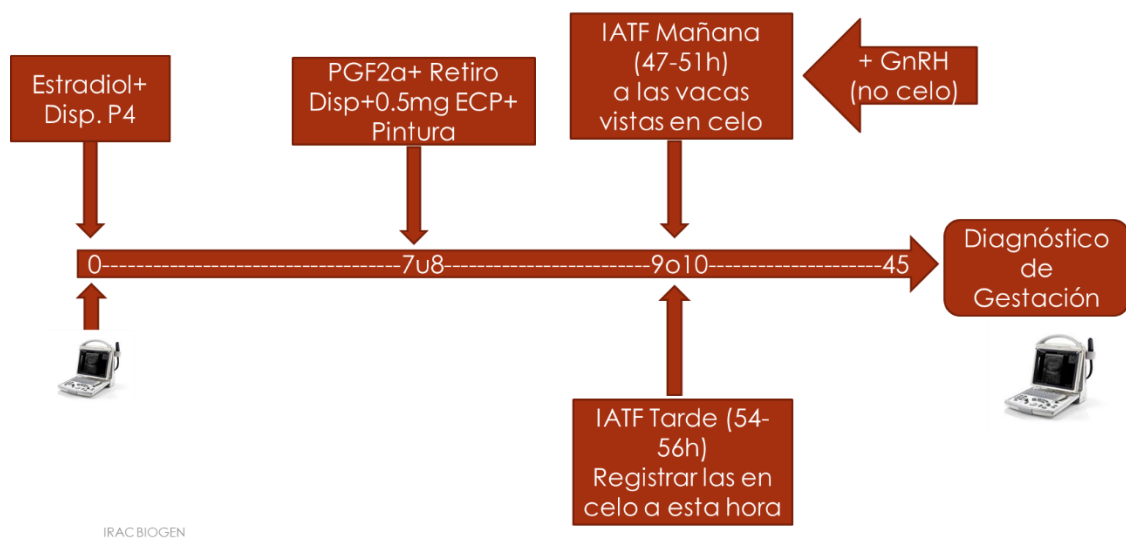 Estradiol+
Disp. P4
PGF2a+ Retiro
Disp+0.5mg ECP+
Pintura
IATF Mañana
(47-51h)
a las vacas
vistas en celo
+ GnRH
(no celo)
0-----------------------------------------7u8----------------------------9o10-----------------------45
Diagnóstico
de
Gestación
IATF Tarde (54-
56h)
Registrar las en
celo a esta hora
IRAC BIOGEN